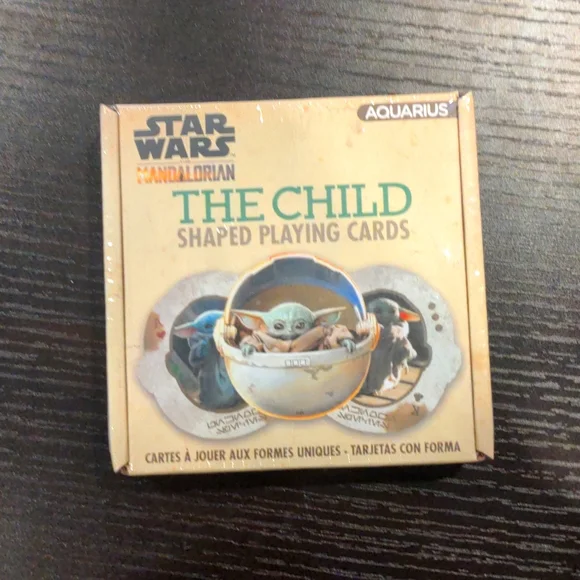 STAR
WARS
MANDALORIAN
AQUARIUS
THE CHILD
SHAPED PLAYING CARDS
CARTES À JOUER AUX FORMES UNIQUES - TARJETAS CON FORMA